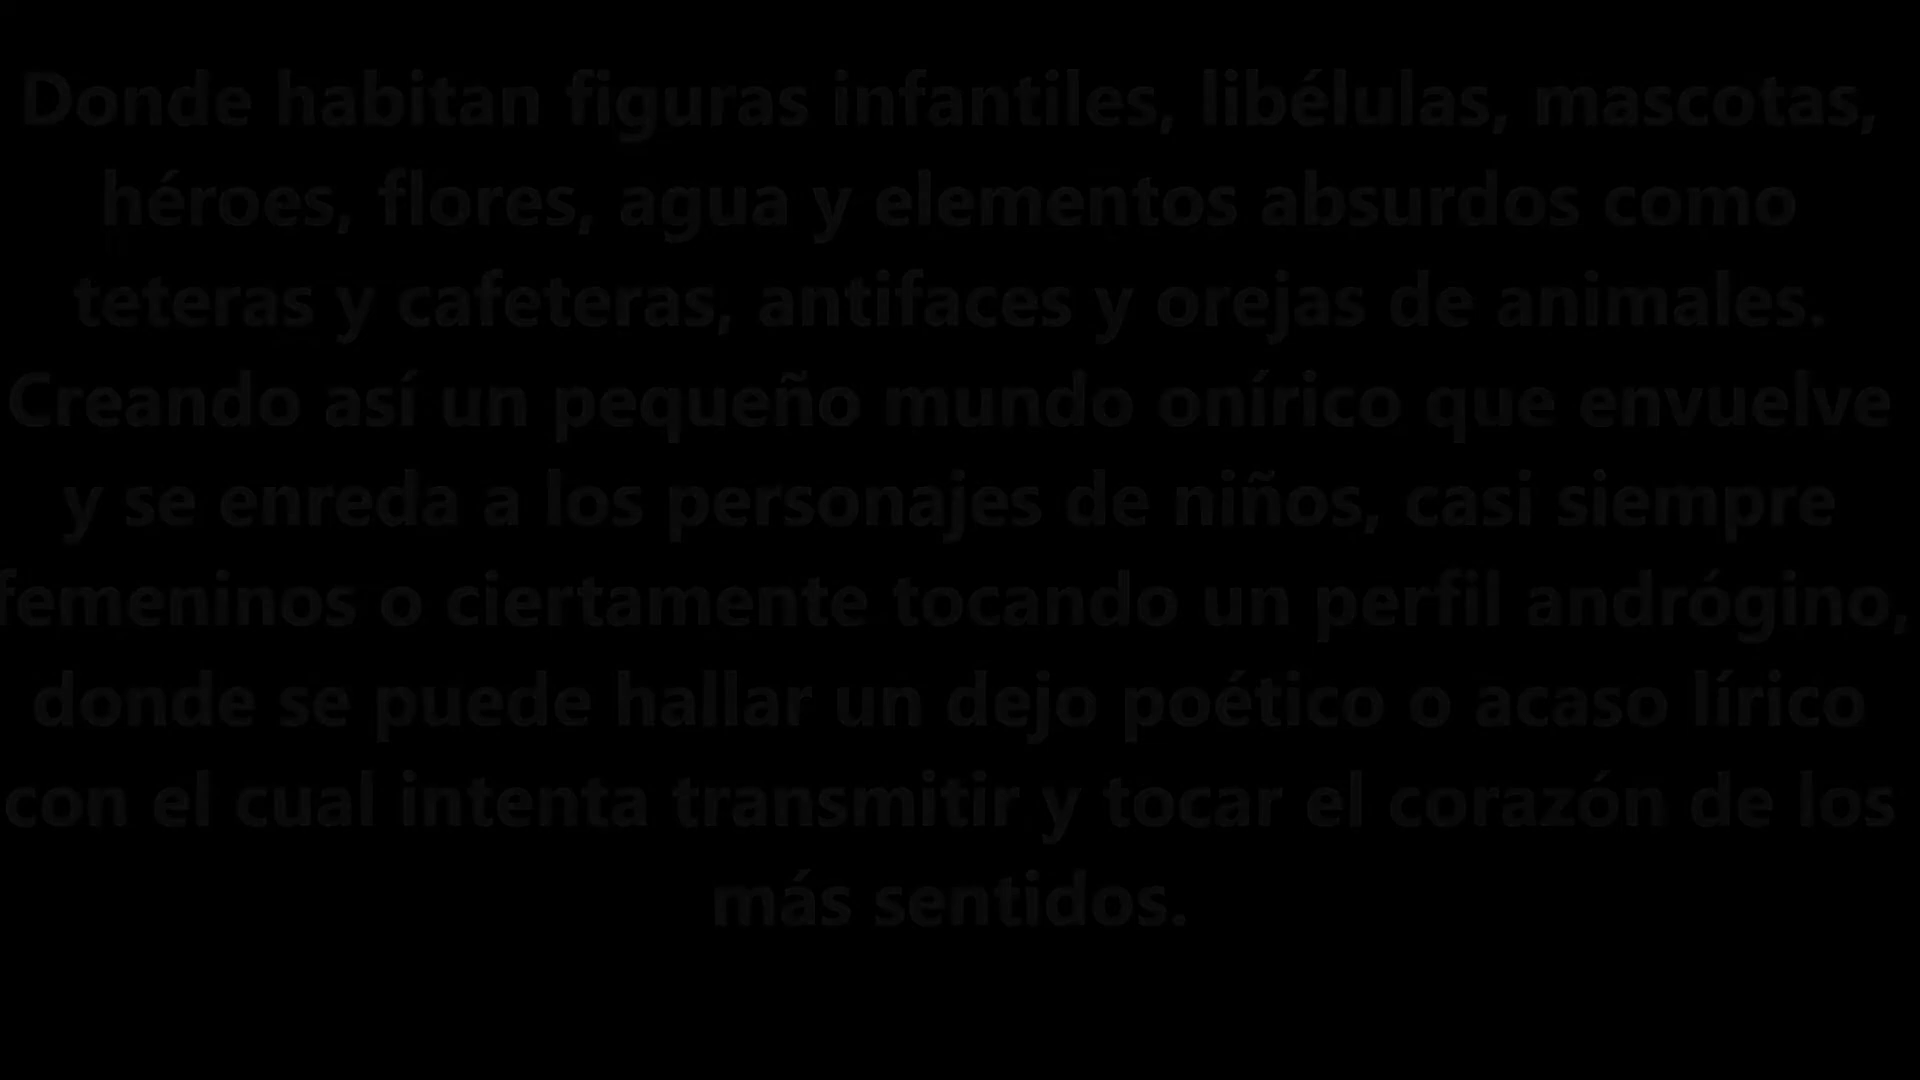 Donde habitan figuras infantiles, libélulas, mascotas,
héroes, flores, agua y elementos absurdos como
teteras y cafeteras, antifaces y orejas de animales.
Creando así un pequeño mundo onírico que envuelve
y se enreda a los personajes de niños, casi siempre
femeninos o ciertamente tocando un perfil andrógino,
donde se puede hallar un dejo poético o acaso lírico
con el cual intenta transmitir y tocar el corazón de los
más sentidos.